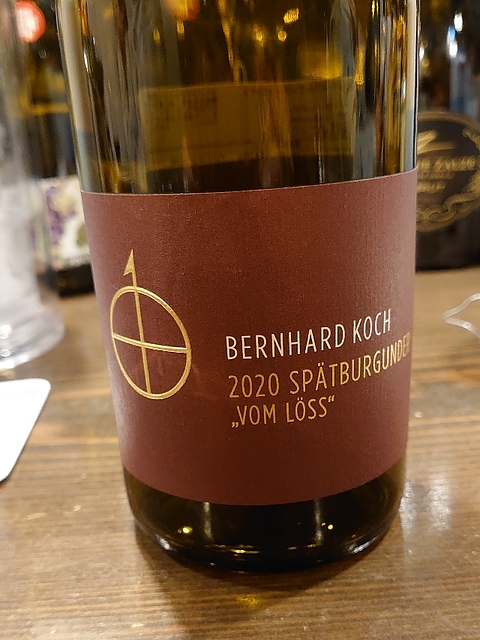 BERNHARD KOCH
2020 SPÄTBURGUNDER
„VOM LÖSS“